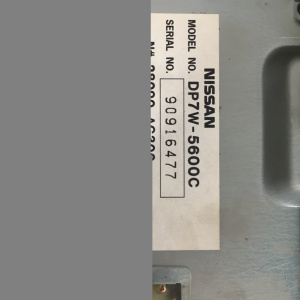 NISSAN
MODEL NO. DP7W-5600C
SERIAL NO. 90916477